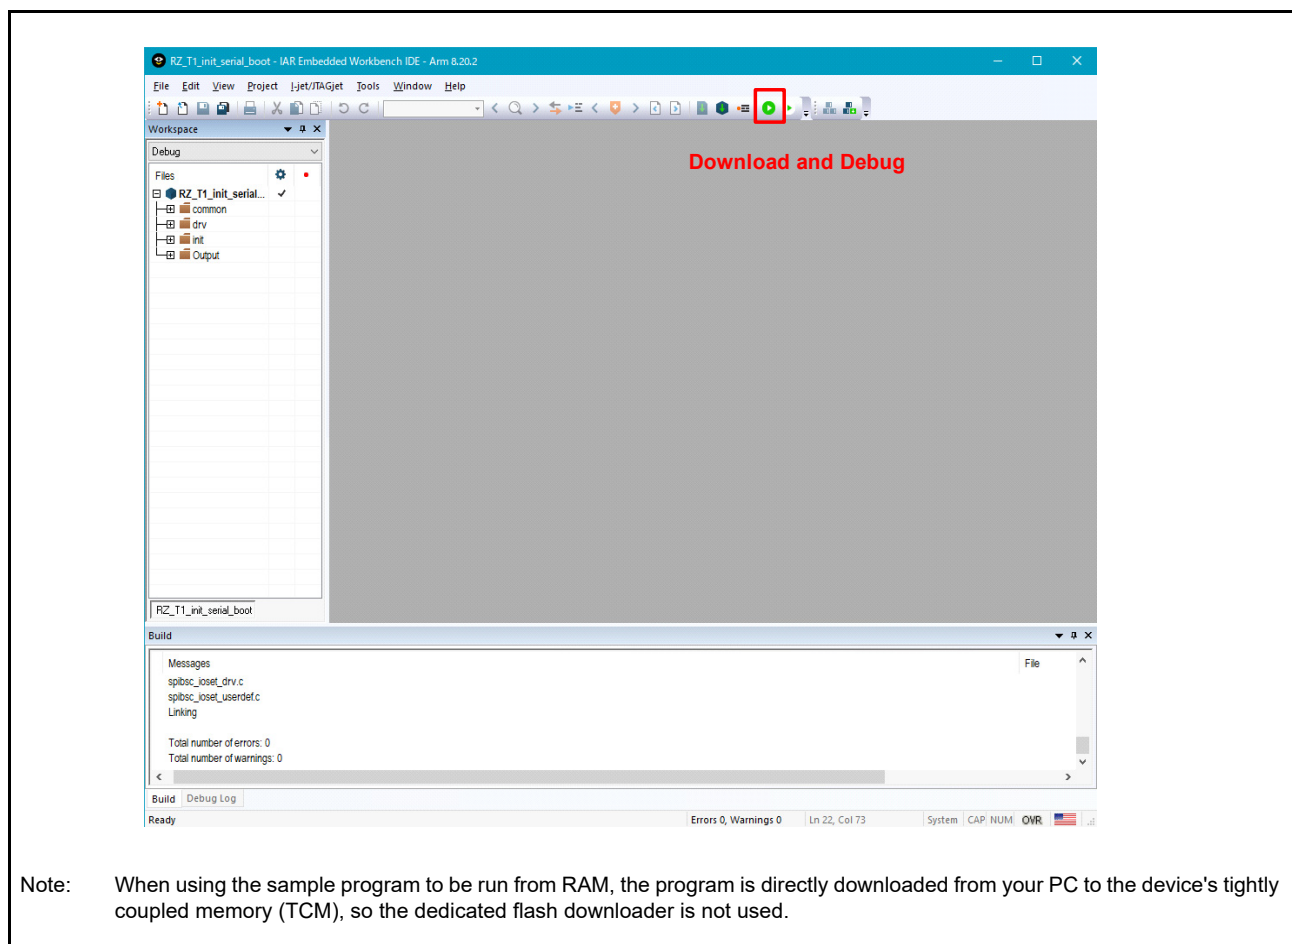 RZ_T1_init_serial_boot - IAR Embedded Workbench IDE - Arm 8.20.2
File Edit View Project I-jet/JTAGjet Tools Window Help
Workspace
Download and Debug
Debug
Files
RZ_T1_init_serial...
common
drv
init
Output
RZ_T1_init_serial_boot
Build
Messages File
spibsc_ioset_drv.c
spibsc_ioset_userdef.c
Linking
Total number of errors: 0
Total number of warnings: 0
Build Debug Log
Ready Errors 0, Warnings 0 Ln 22, Col 73 System CAP NUM OVR
Note: When using the sample program to be run from RAM, the program is directly downloaded from your PC to the device's tightly
coupled memory (TCM), so the dedicated flash downloader is not used.